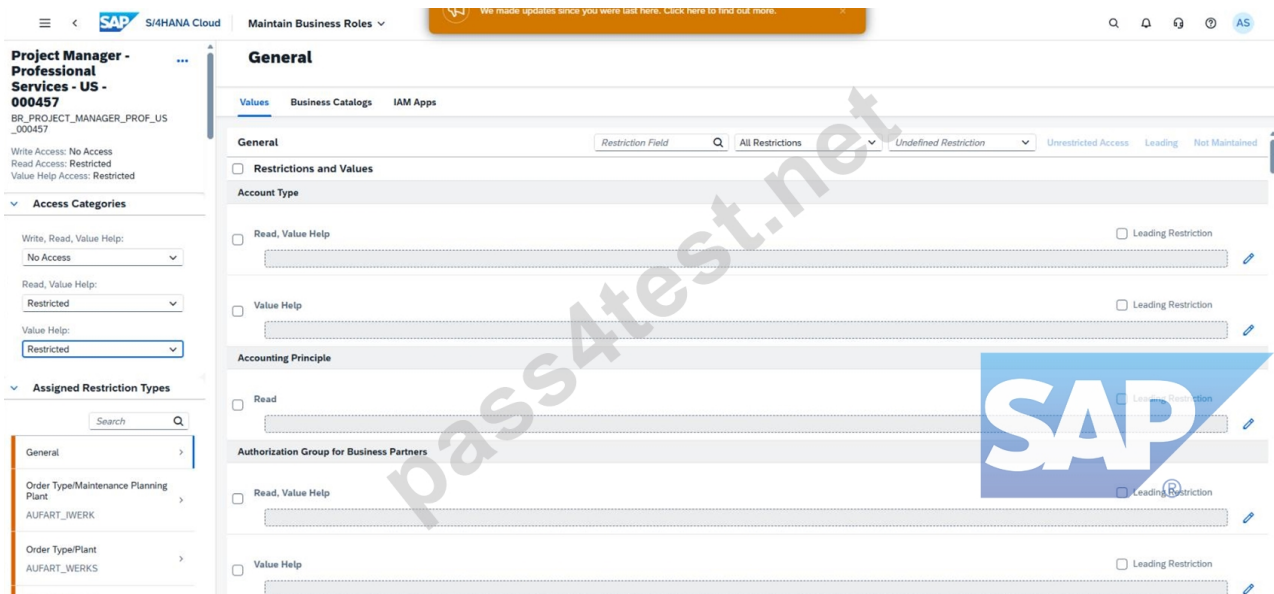 SAP S/4HANA Cloud Maintain Business Roles
We made updates since you were last here. Click here to find out more.
AS
Project Manager -
Professional
Services - US -
000457
BR_PROJECT_MANAGER_PROF_US
_000457
Write Access: No Access
Read Access: Restricted
Value Help Access: Restricted
Access Categories
Write, Read, Value Help:
No Access
Read, Value Help:
Restricted
Value Help:
Restricted
Assigned Restriction Types
Search
General
Order Type/Maintenance Planning
Plant
AUFART_IWERK
Order Type/Plant
AUFART_WERKS
General
Values Business Catalogs IAM Apps
General Restriction Field All Restrictions Undefined Restriction Unrestricted Access Leading Not Maintained
Restrictions and Values
Account Type
Read, Value Help Leading Restriction
Value Help Leading Restriction
Accounting Principle
Read Leading Restriction
Authorization Group for Business Partners
Read, Value Help Leading Restriction
Value Help Leading Restriction
pass4test.net
SAP®